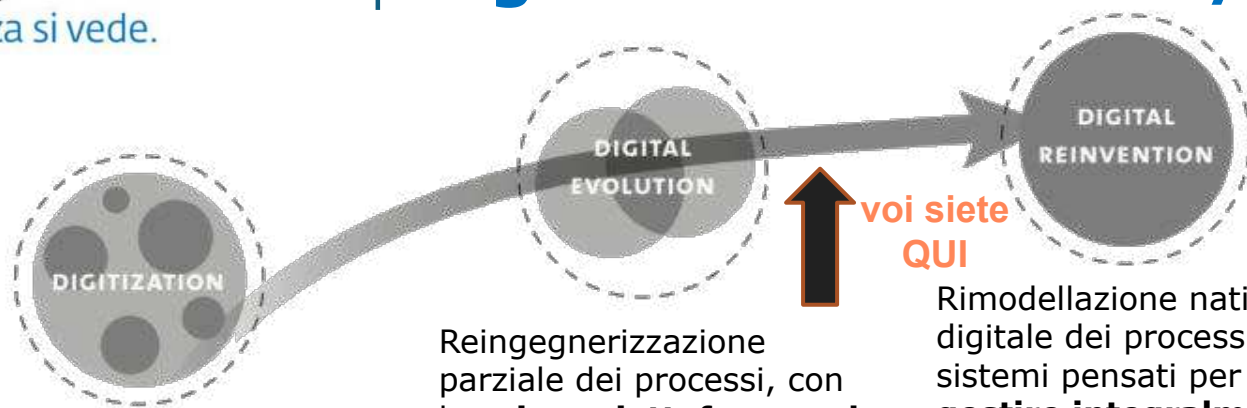 za si vede.
DIGITIZATION
DIGITAL
EVOLUTION
DIGITAL
REINVENTION
voi siete
QUI
Reingegnerizzazione
parziale dei processi, con
Rimodellazione nati
digitale dei process
sistemi pensati per